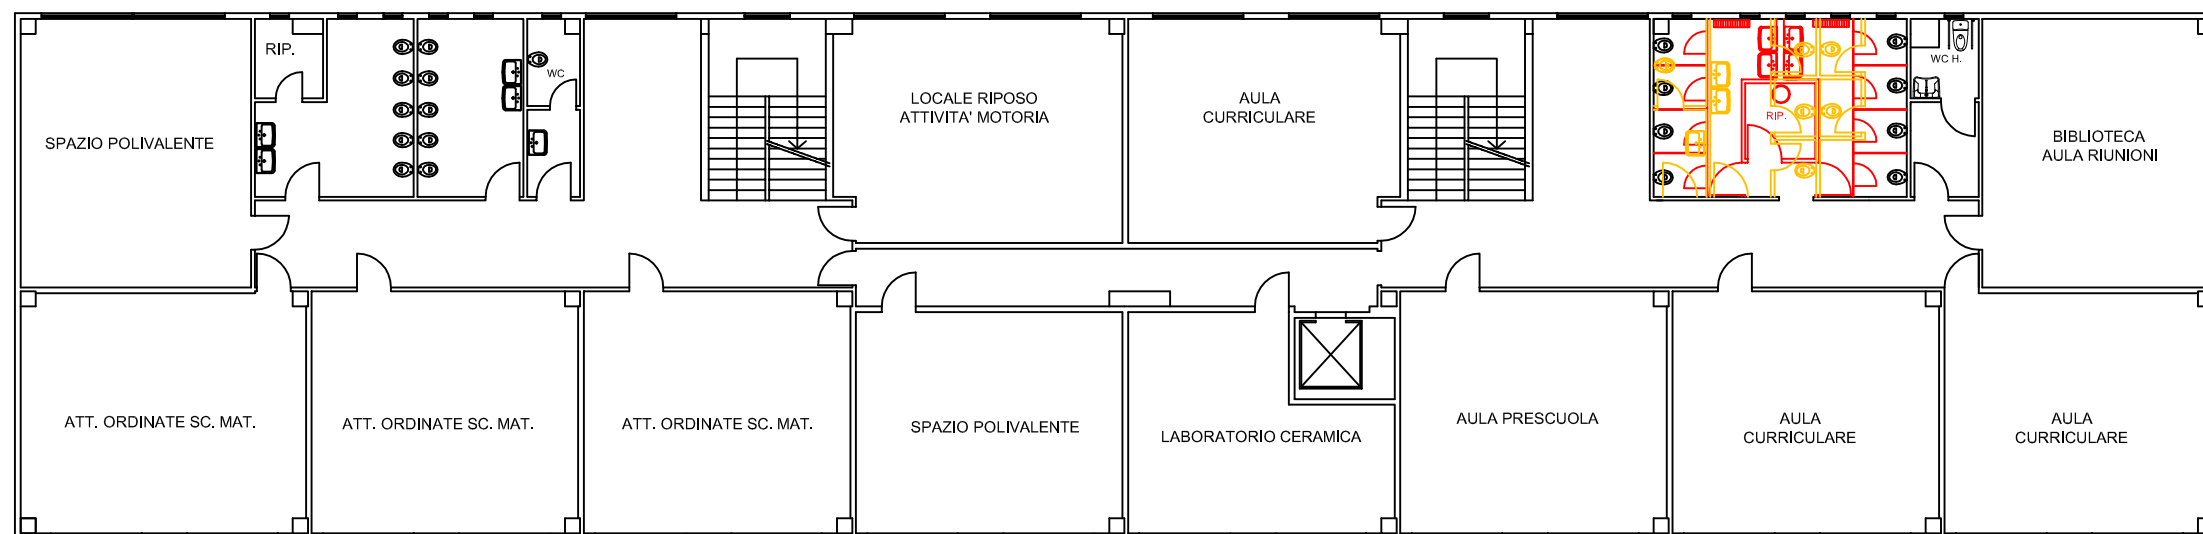 RIP.
WC
SPAZIO POLIVALENTE
LOCALE RIPOSO
ATTIVITA' MOTORIA
AULA
CURRICULARE
RIP.
WC H.
BIBLIOTECA
AULA RIUNIONI
ATT. ORDINATE SC. MAT.
ATT. ORDINATE SC. MAT.
ATT. ORDINATE SC. MAT.
SPAZIO POLIVALENTE
LABORATORIO CERAMICA
AULA PRESCUOLA
AULA
CURRICULARE
AULA
CURRICULARE